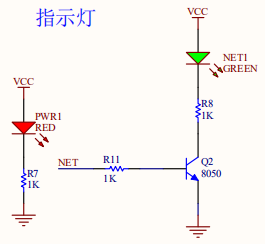 指示灯
VCC
NET1
GREEN
VCC
PWR1
RED
R8
1K
R7
1K
NET
R11
1K
Q2
8050